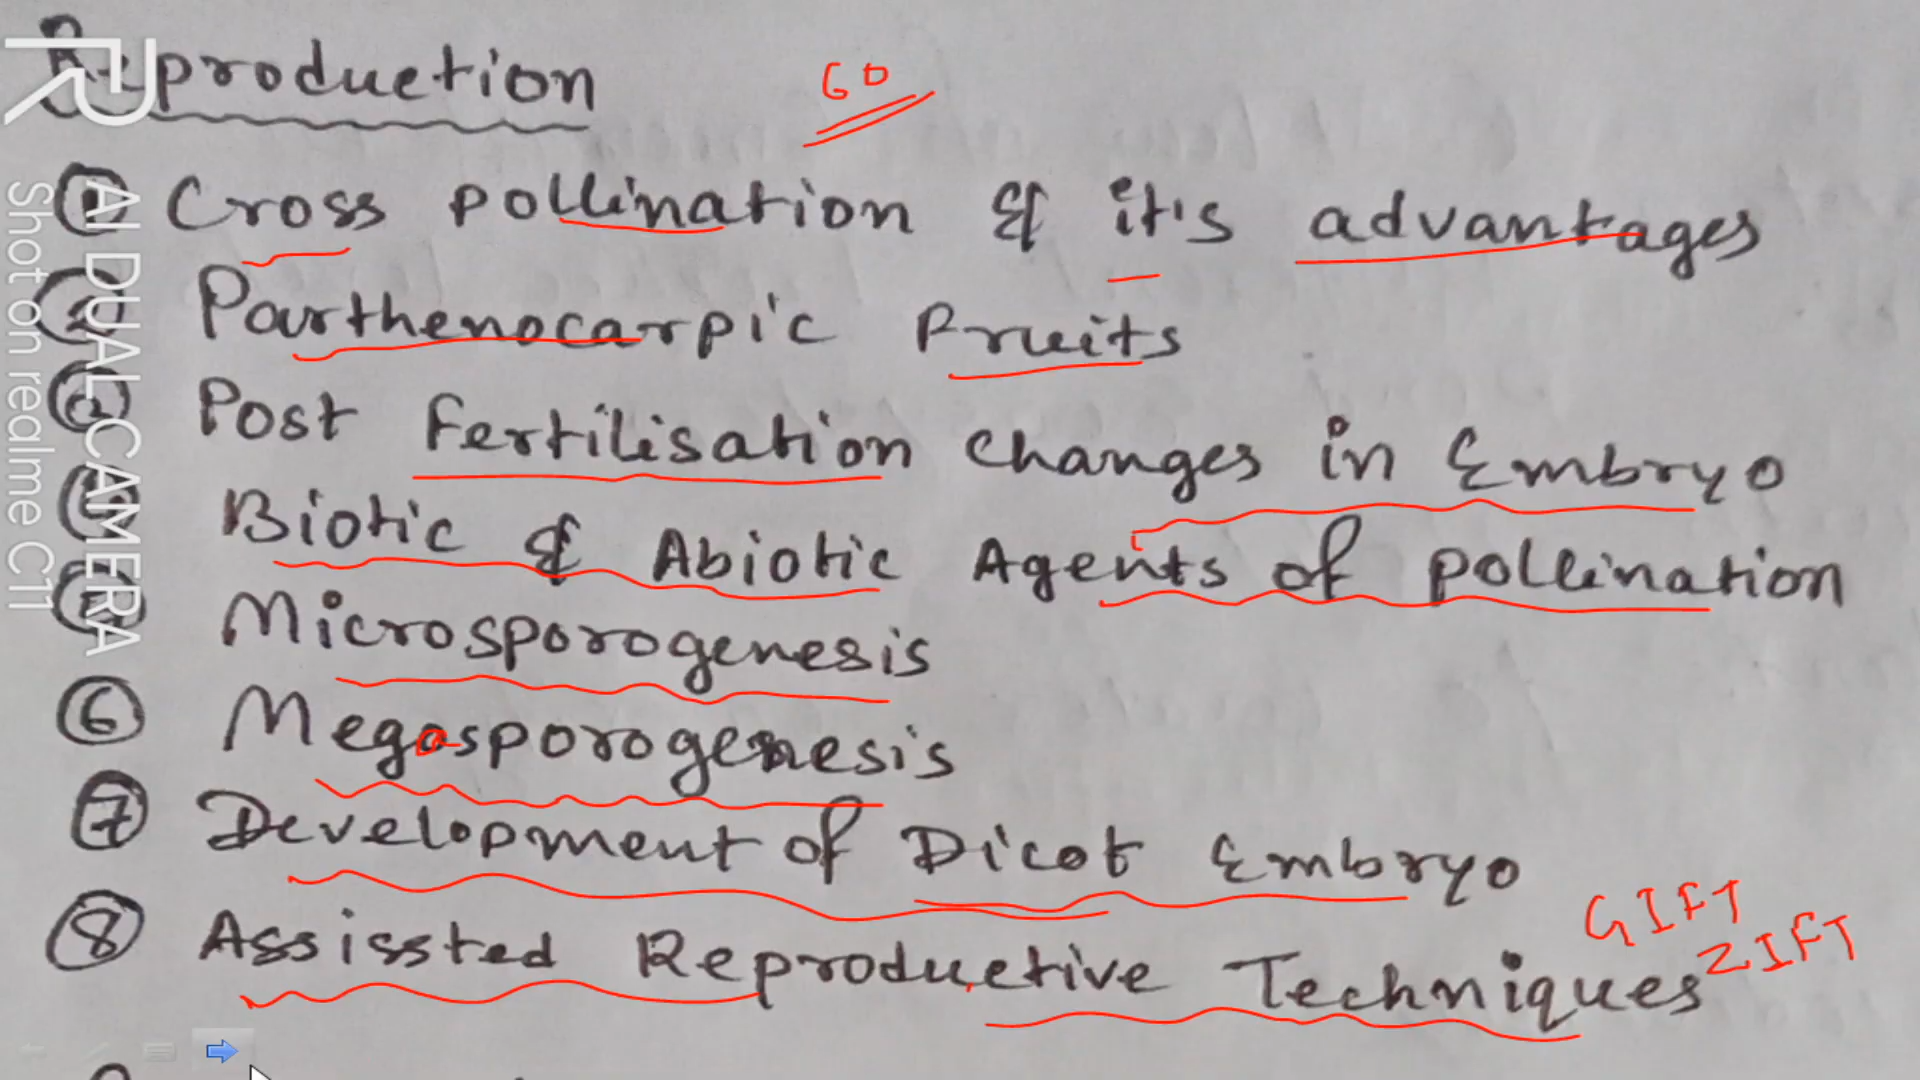 Reproduction
60
① Cross pollination & it's advantages
② Parthenocarpic Fruits
③ Post Fertilisation changes in Embryo
④ Biotic & Abiotic Agents of pollination
⑤ Microsporogenesis
⑥ Megasporogenesis
⑦ Development of Dicot Embryo
⑧ Assissted Reproductive Techniques
GIFT
ZIFT
AI DUAL CAMERA
Shot on realme C11